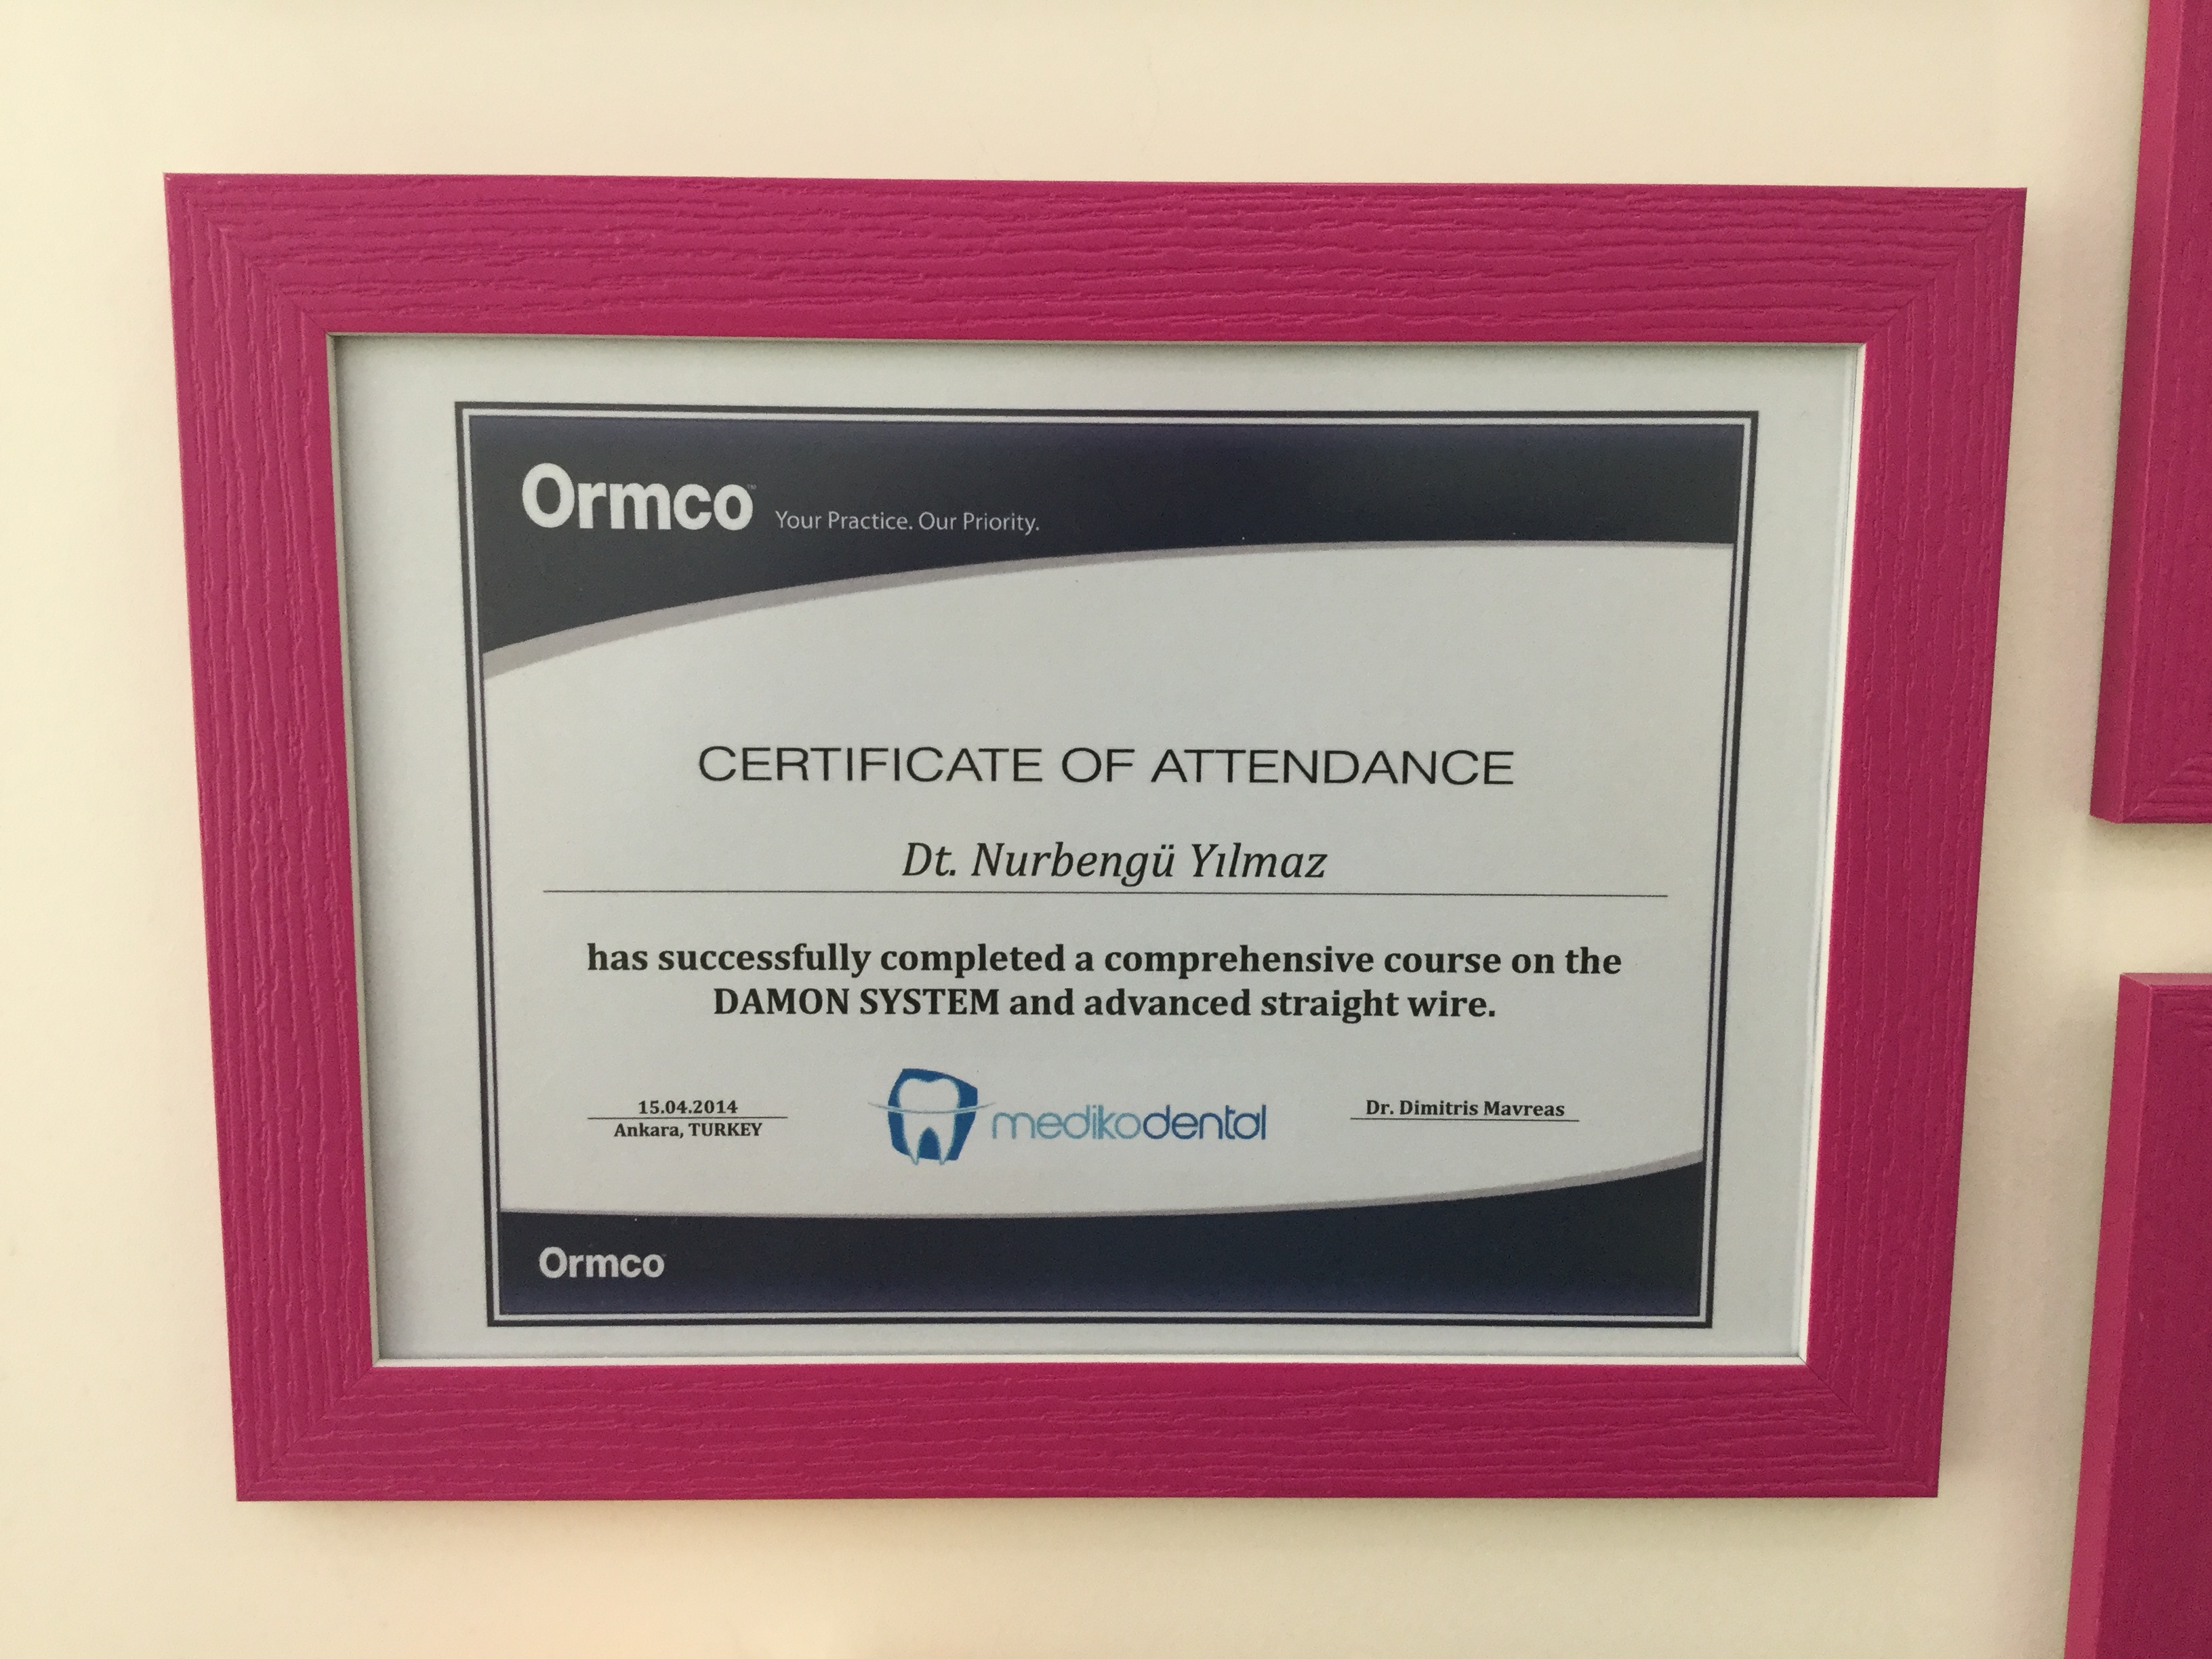 Ormco™ Your Practice. Our Priority.
CERTIFICATE OF ATTENDANCE
Dt. Nurbengü Yılmaz
has successfully completed a comprehensive course on the
DAMON SYSTEM and advanced straight wire.
15.04.2014
Ankara, TURKEY
medikodental
Dr. Dimitris Mavreas
Ormco